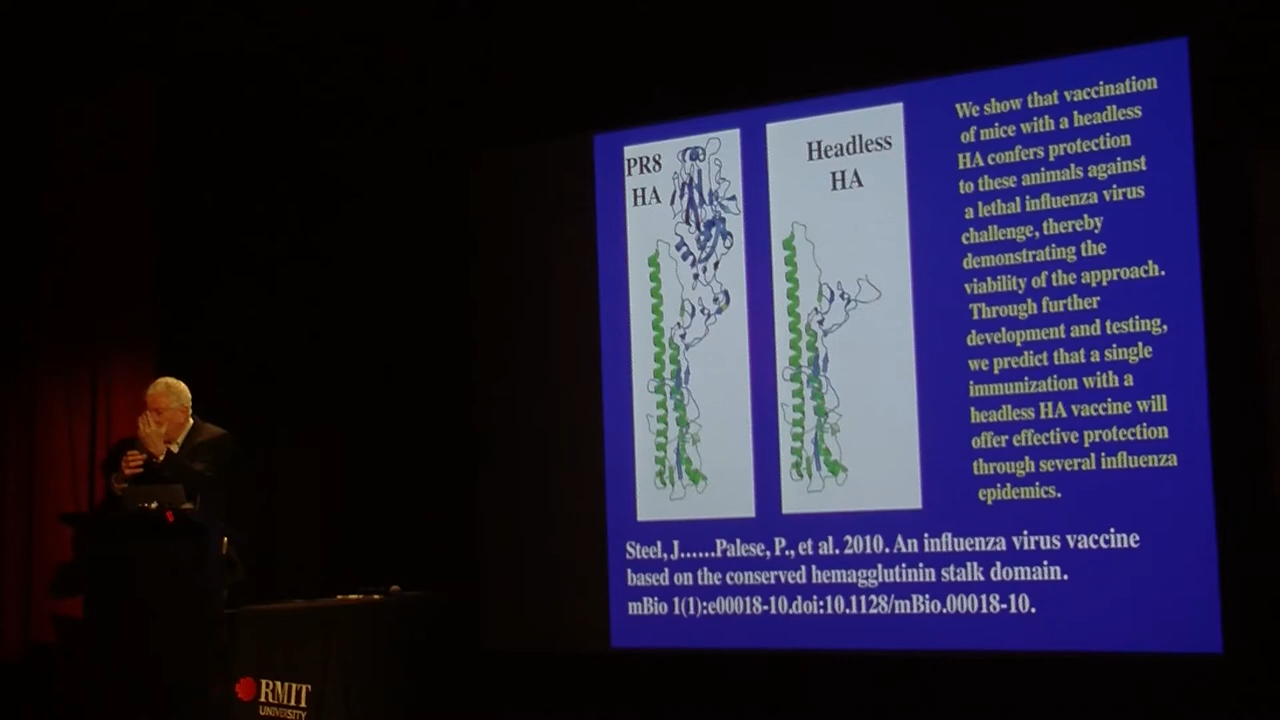 PR8
HA
Headless
HA
We show that vaccination
of mice with a headless
HA confers protection
to these animals against
a lethal influenza virus
challenge, thereby
demonstrating the
viability of the approach.
Through further
development and testing,
we predict that a single
immunization with a
headless HA vaccine will
offer effective protection
through several influenza
epidemics.
Steel, J......Palese, P., et al. 2010. An influenza virus vaccine
based on the conserved hemagglutinin stalk domain.
mBio 1(1):e00018-10.doi:10.1128/mBio.00018-10.
RMIT
UNIVERSITY